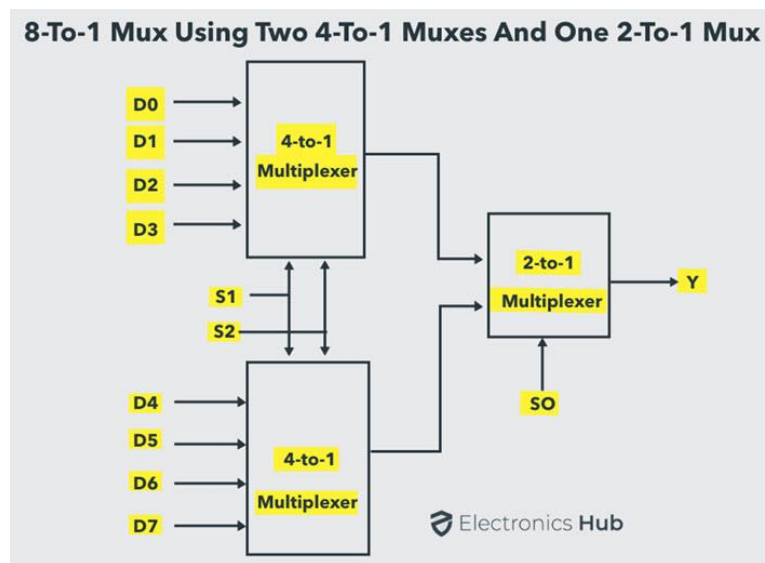 8-To-1 Mux Using Two 4-To-1 Muxes And One 2-To-1 Mux
D0
D1
D2
D3
4-to-1
Multiplexer
S1
S2
D4
D5
D6
D7
4-to-1
Multiplexer
2-to-1
Multiplexer
SO
Y
Electronics Hub